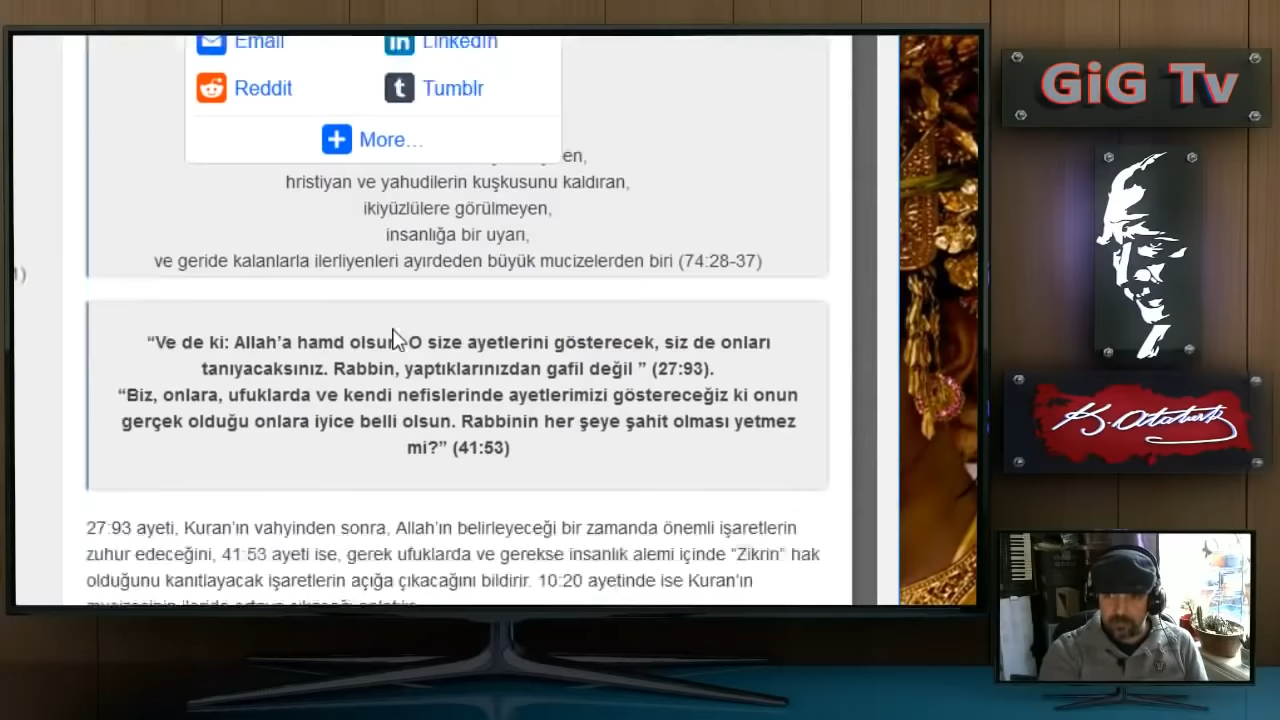 Email
LinkedIn
Reddit
Tumblr
More…
hristiyan ve yahudilerin kuşkusunu kaldıran,
ikiyüzlülere görülmeyen,
insanlığa bir uyarı,
ve geride kalanlarla ilerliyenleri ayırdeden büyük mucizelerden biri (74:28-37)
“Ve de ki: Allah’a hamd olsun. O size ayetlerini gösterecek, siz de onları
tanıyacaksınız. Rabbin, yaptıklarınızdan gafil değil ” (27:93).
“Biz, onlara, ufuklarda ve kendi nefislerinde ayetlerimizi göstereceğiz ki onun
gerçek olduğu onlara iyice belli olsun. Rabbinin her şeye şahit olması yetmez
mi?” (41:53)
27:93 ayeti, Kuran’ın vahyinden sonra, Allah’ın belirleyeceği bir zamanda önemli işaretlerin
zuhur edeceğini, 41:53 ayeti ise, gerek ufuklarda ve gerekse insanlık alemi içinde “Zikrin” hak
olduğunu kanıtlayacak işaretlerin açığa çıkacağını bildirir. 10:20 ayetinde ise Kuran’ın
GiG Tv
K. Atatürk